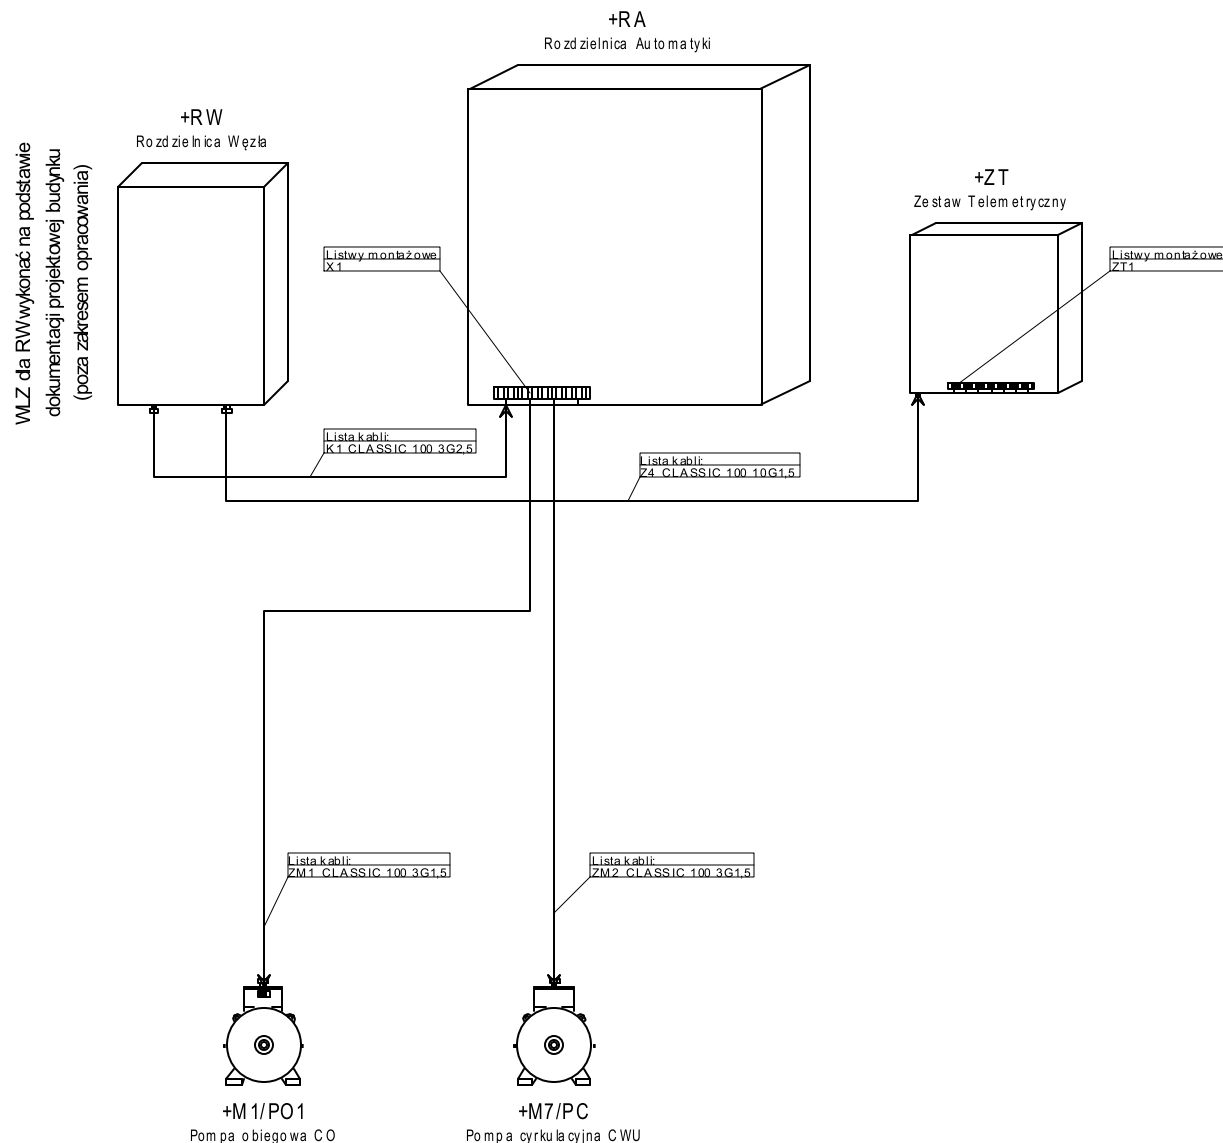 +RA
Rozdzielnica Automatyki
+RW
Rozdzielnica Węzła
WLZ da RW wykonać na podstawie
dokumentacji projektowej budynku
(poza zakresem opracowania)
+ZT
Zestaw Telemetryczny
Listwy montażowe
X1
Listwy montażowe
ZT1
Lista kabli:
K1 CLASSIC 100 3G2,5
Lista kabli:
Z4 CLASSIC 100 10G1,5
Lista kabli:
ZM1 CLASSIC 100 3G1,5
Lista kabli:
ZM2 CLASSIC 100 3G1,5
+M1/PO1
Pompa obiegowa CO
+M7/PC
Pompa cyrkulacyjna CWU